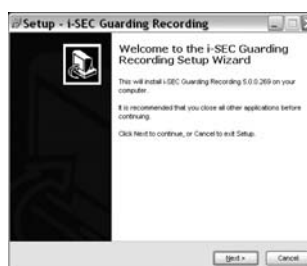 Setup - i-SEC Guarding Recording
Welcome to the i-SEC Guarding
Recording Setup Wizard
This will install i-SEC Guarding Recording 5.0.0.269 on your
computer.
It is recommended that you close all other applications before
continuing.
Click Next to continue, or Cancel to exit Setup.
Next >
Cancel